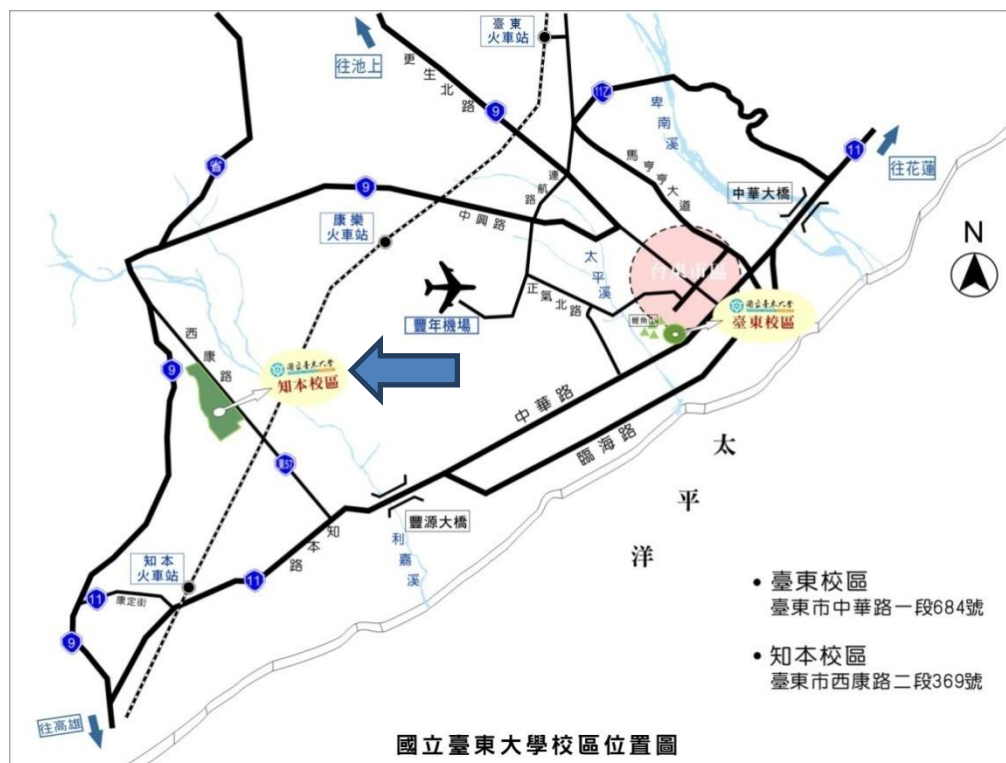 臺東
火車站
往池上
更生北路
9
11乙
卑南溪
11
往花蓮
省
9
連航路
馬亨亨大道
中華大橋
康樂
火車站
中興路
太平溪
台東市區
N
正氣北路
豐年機場
鯉魚山
國立臺東大學
臺東校區
西康路
9
國立臺東大學
知本校區
中華路
臨海路
太平洋
豐源大橋
知本路
利嘉溪
知本
火車站
11
11
康定街
9
往高雄
• 臺東校區
臺東市中華路一段684號
• 知本校區
臺東市西康路二段369號
國立臺東大學校區位置圖